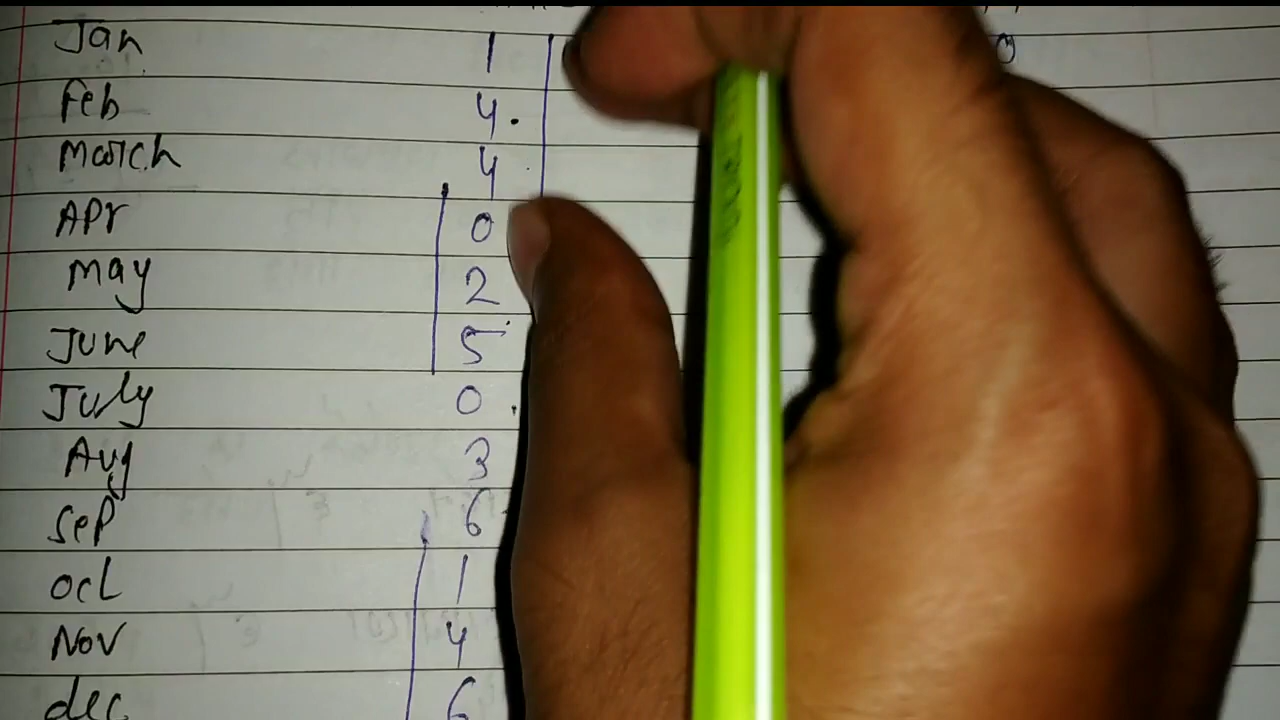 Jan 1
Feb 4
March 4
APr 0
May 2
June 5
July 0
Aug 3
Sep 6
oct 1
Nov 4
dec 6